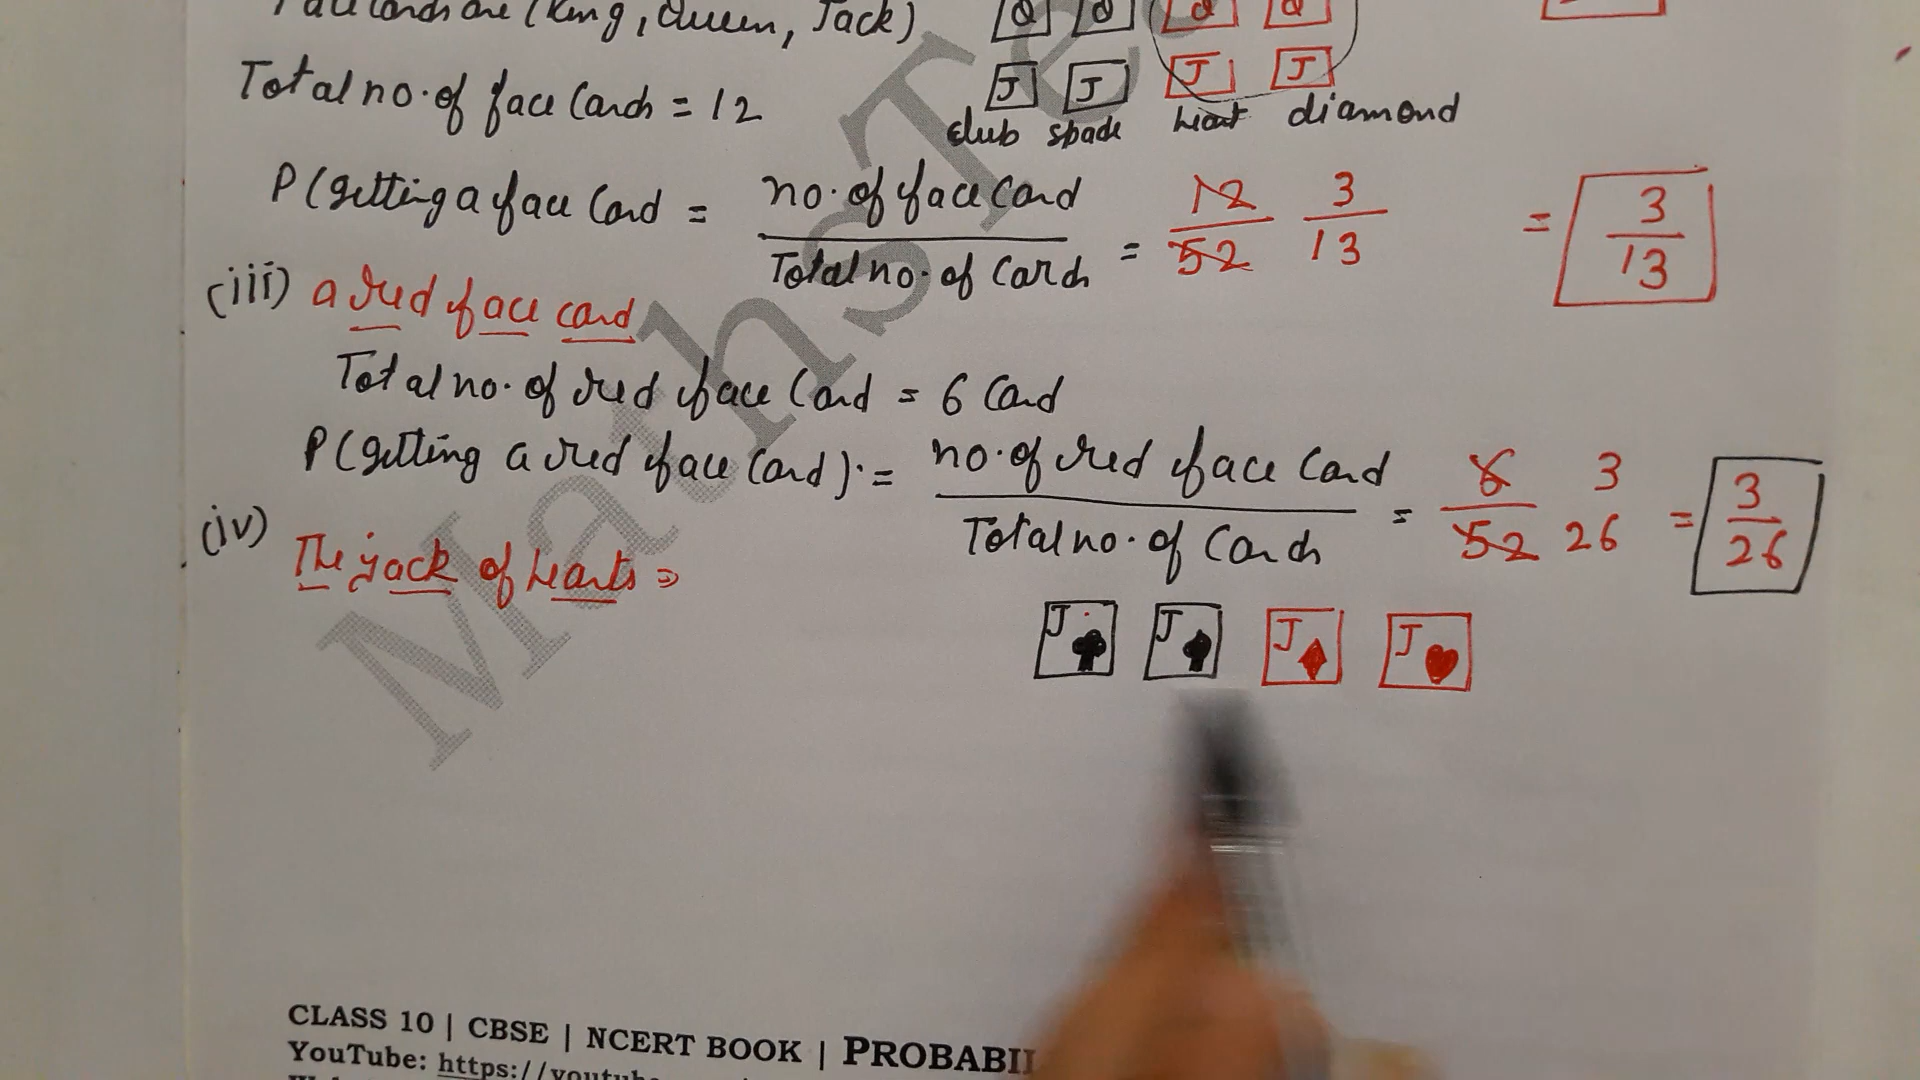 Face Cards are (King, Queen, Jack)
Q Q Q Q
Total no. of face Cards = 12
J J J J
club spade heart diamond
P(getting a face Card = no. of face Card / Total no. of Cards = 12/52 3/13 = 3/13
(iii) a red face card
Total no. of red face Card = 6 Card
P(getting a red face Card) = no. of red face Card / Total no. of Cards = 6/52 3/26 = 3/26
(iv) The jack of hearts ⇒
J♣ J♠ J♦ J♥
MathsTe
CLASS 10 | CBSE | NCERT BOOK | PROBABI
YouTube: https://youtub